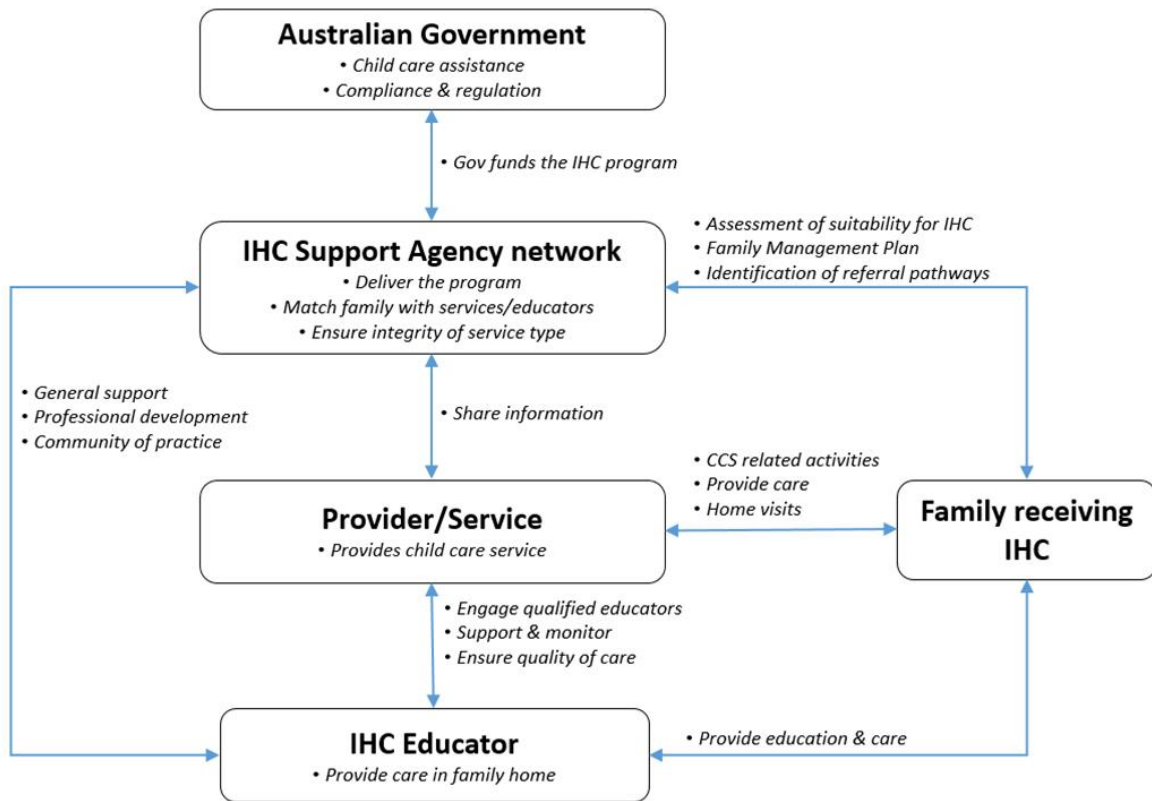 Australian Government
• Child care assistance
• Compliance & regulation
• Gov funds the IHC program
IHC Support Agency network
• Deliver the program
• Match family with services/educators
• Ensure integrity of service type
• Assessment of suitability for IHC
• Family Management Plan
• Identification of referral pathways
• General support
• Professional development
• Community of practice
• Share information
Provider/Service
• Provides child care service
• CCS related activities
• Provide care
• Home visits
Family receiving
IHC
• Engage qualified educators
• Support & monitor
• Ensure quality of care
IHC Educator
• Provide care in family home
• Provide education & care